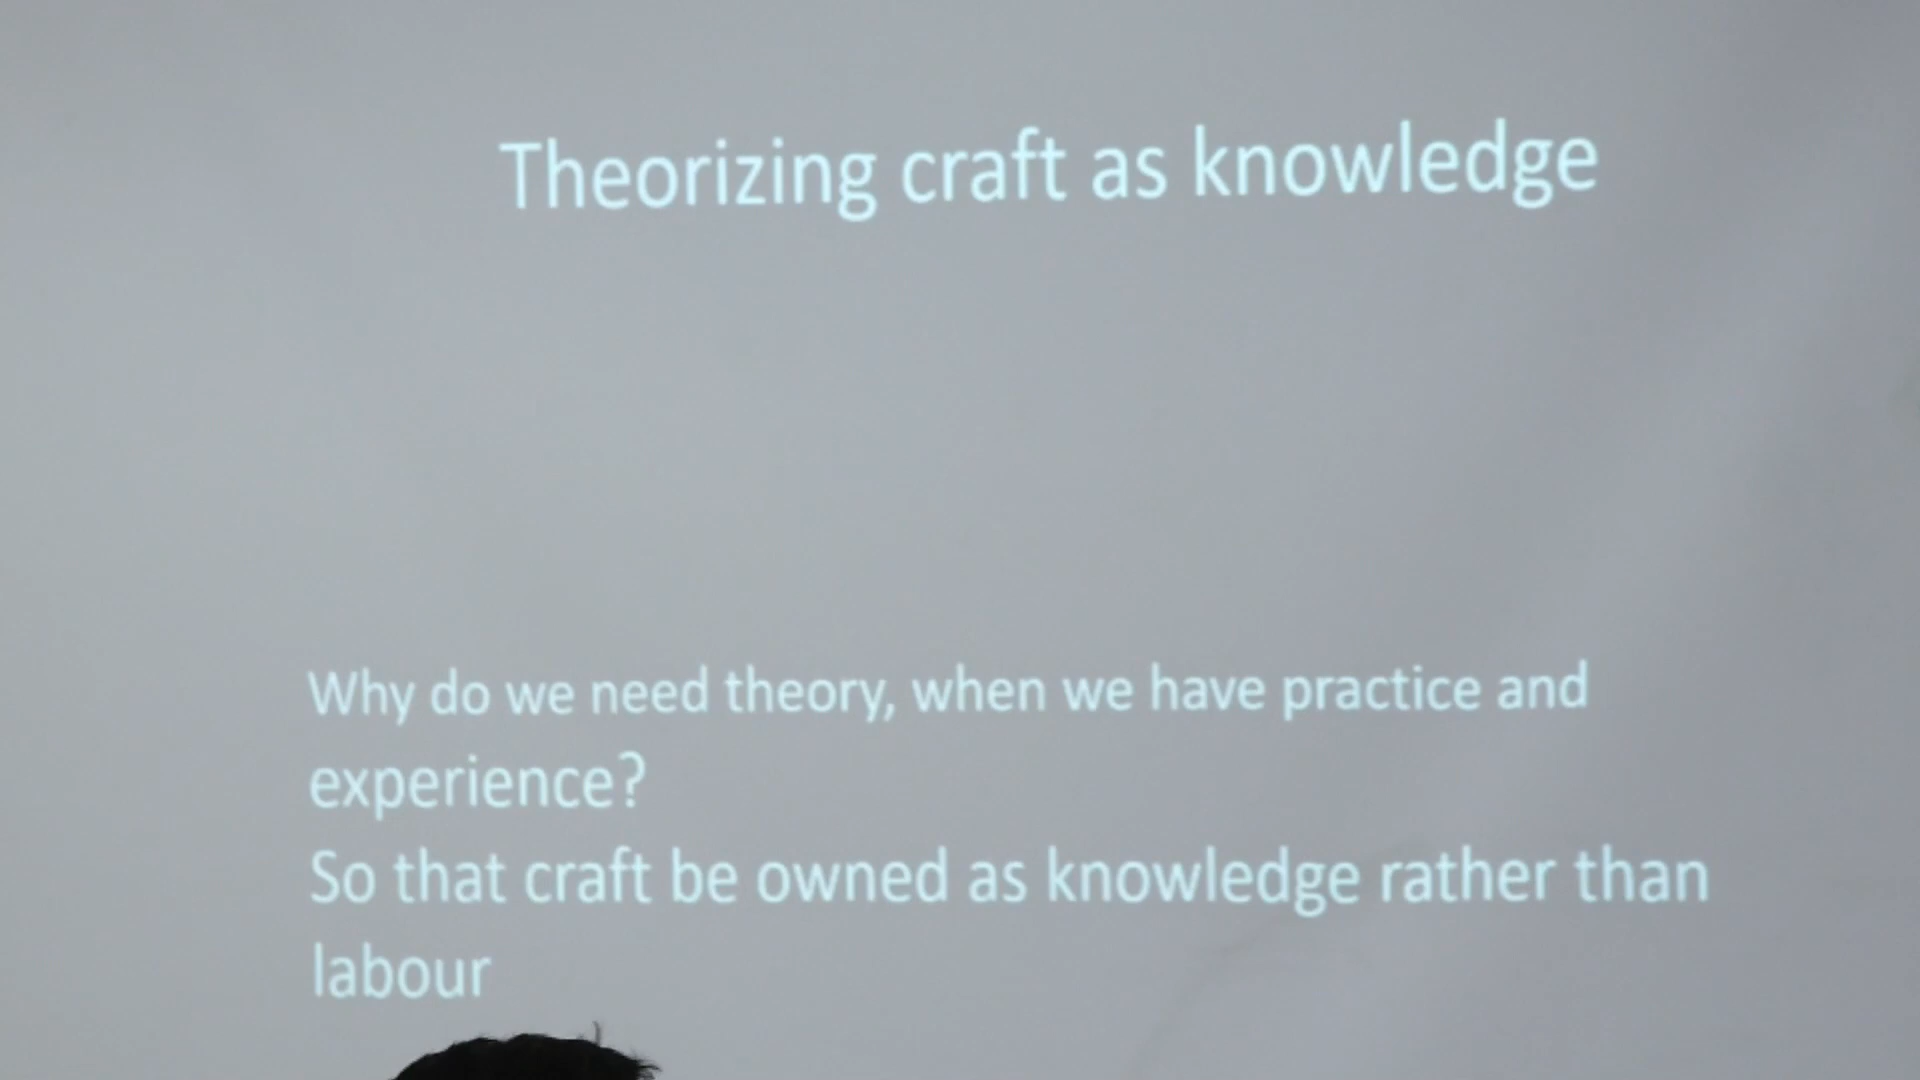 Theorizing craft as knowledge
Why do we need theory, when we have practice and
experience?
So that craft be owned as knowledge rather than
labour